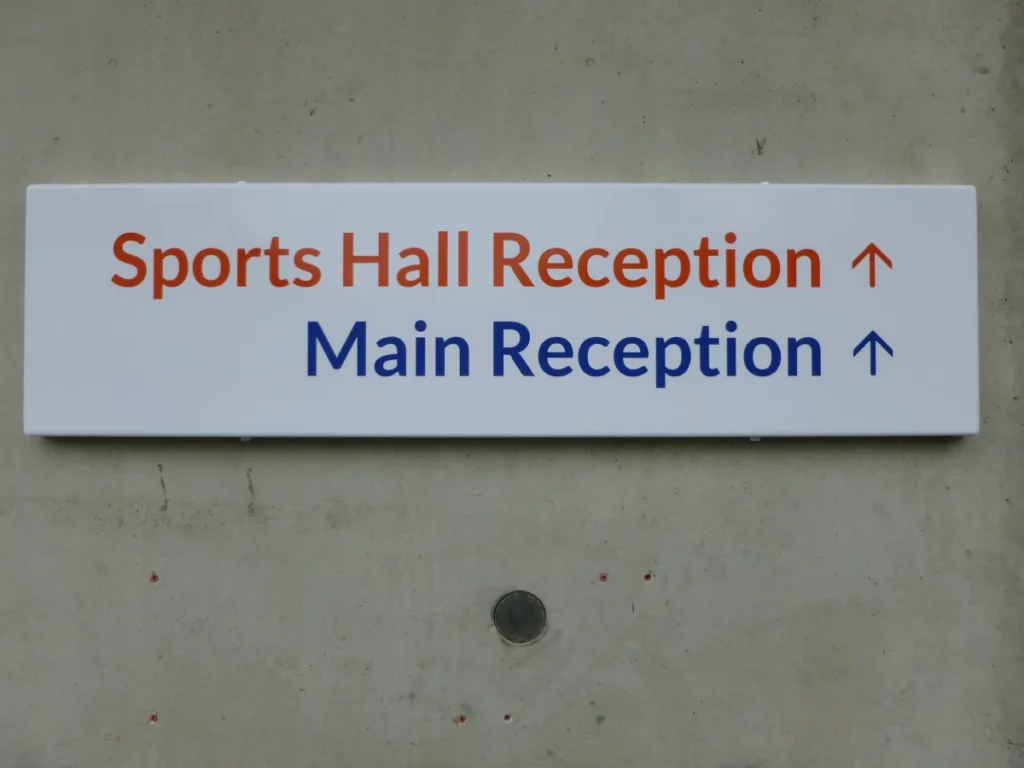 Sports Hall Reception ↑
Main Reception ↑